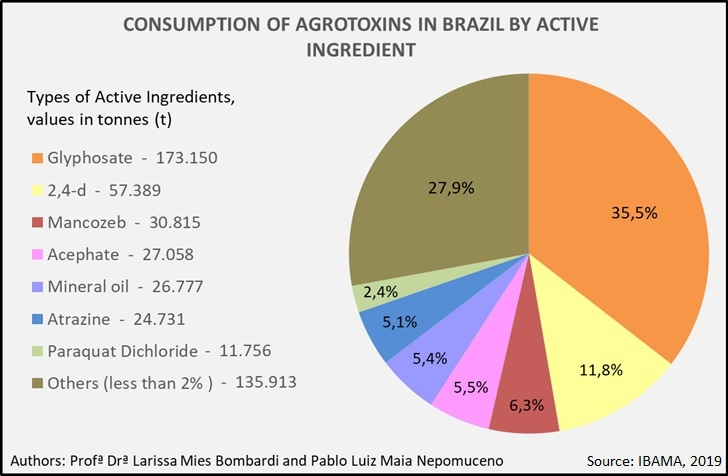 CONSUMPTION OF AGROTOXINS IN BRAZIL BY ACTIVE
INGREDIENT
Types of Active Ingredients,
values in tonnes (t)
Glyphosate - 173.150
2,4-d - 57.389
Mancozeb - 30.815
Acephate - 27.058
Mineral oil - 26.777
Atrazine - 24.731
Paraquat Dichloride - 11.756
Others (less than 2% ) - 135.913
35,5%
11,8%
6,3%
5,5%
5,4%
5,1%
2,4%
27,9%
Authors: Profª Drª Larissa Mies Bombardi and Pablo Luiz Maia Nepomuceno
Source: IBAMA, 2019